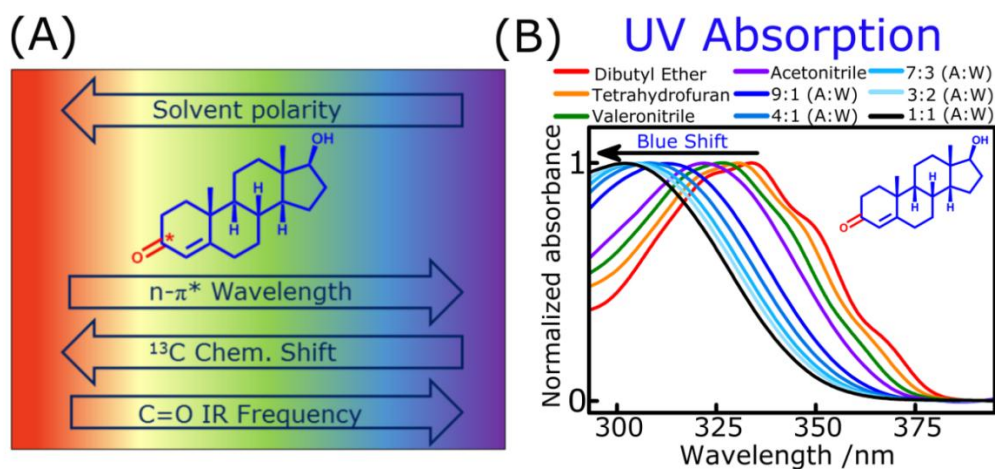 (A)
Solvent polarity
OH
H
H
H
O
*
n-π* Wavelength
¹³C Chem. Shift
C=O IR Frequency
(B)
UV Absorption
Dibutyl Ether
Acetonitrile
7:3 (A:W)
Tetrahydrofuran
9:1 (A:W)
3:2 (A:W)
Valeronitrile
4:1 (A:W)
1:1 (A:W)
Blue Shift
OH
H
H
H
O
1
0
Normalized absorbance
300 325 350 375
Wavelength /nm